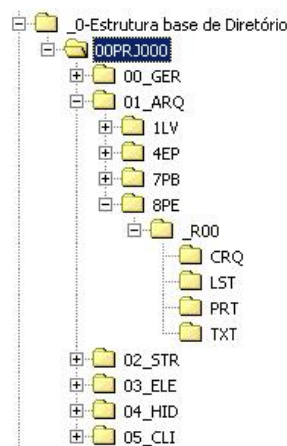 _0-Estrutura base de Diretório
00PRJ000
00_GER
01_ARQ
1LV
4EP
7PB
8PE
_R00
CRQ
LST
PRT
TXT
02_STR
03_ELE
04_HID
05_CLI